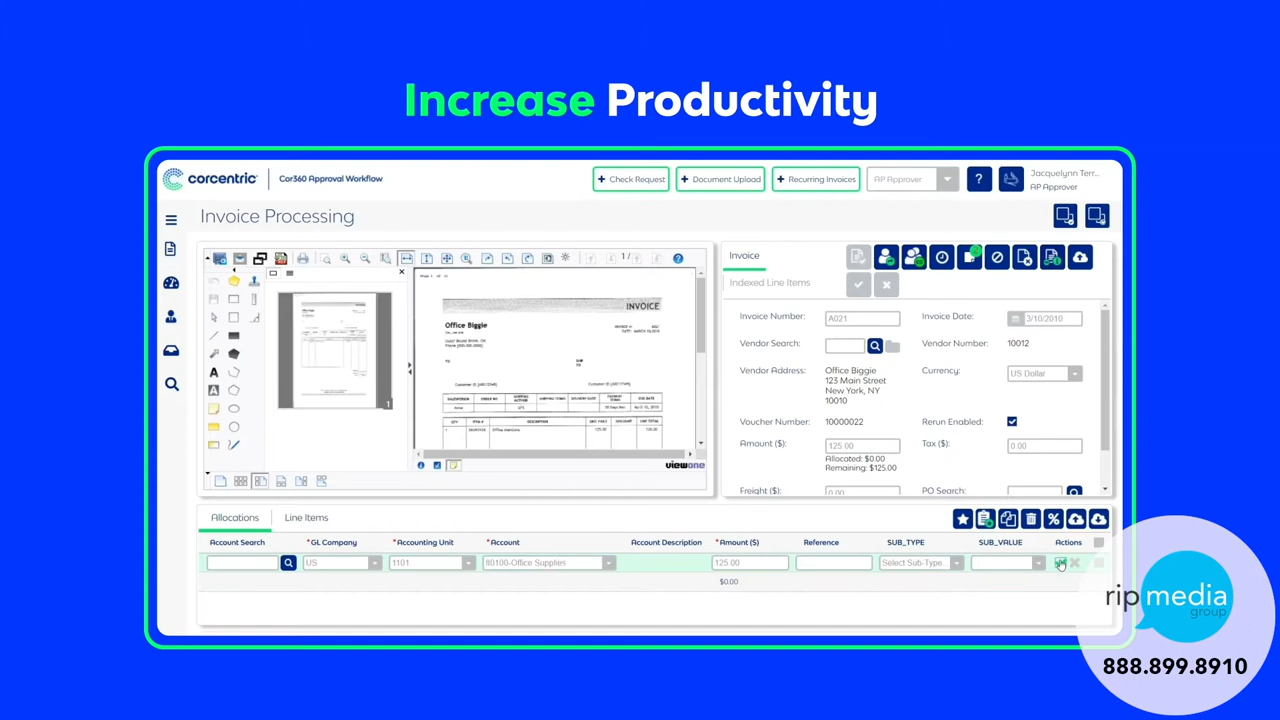 Increase Productivity
corcentric
Cor360 Approval Workflow
+ Check Request
+ Document Upload
+ Recurring Invoices
AP Approver
?
Jacquelynn Terr...
AP Approver
Invoice Processing
1 /
INVOICE
Office Biggie
1
viewone
Invoice
Indexed Line Items
Invoice Number: A021 Invoice Date: 3/10/2010
Vendor Search: Vendor Number: 10012
Vendor Address: Office Biggie Currency: US Dollar
123 Main Street
New York, NY
10010
Voucher Number: 10000022 Rerun Enabled:
Amount ($): 125.00 Tax ($): 0.00
Allocated: $0.00
Remaining: $125.00
Freight ($): 0.00 PO Search:
Allocations Line Items
Account Search *GL Company *Accounting Unit *Account Account Description *Amount ($) Reference SUB_TYPE SUB_VALUE Actions
US 1101 80100-Office Supplies 125.00 Select Sub-Type
$0.00
rip media
group
888.899.8910